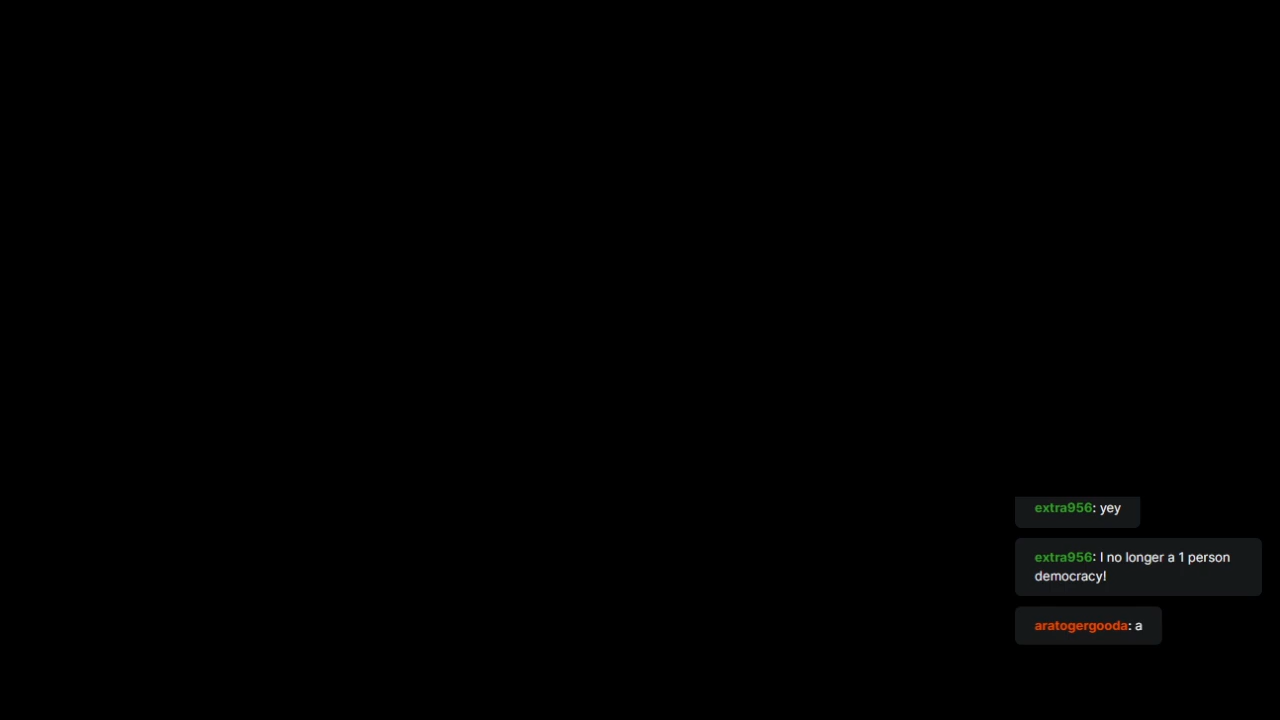 extra956: yey
extra956: I no longer a 1 person
democracy!
aratogergooda: a